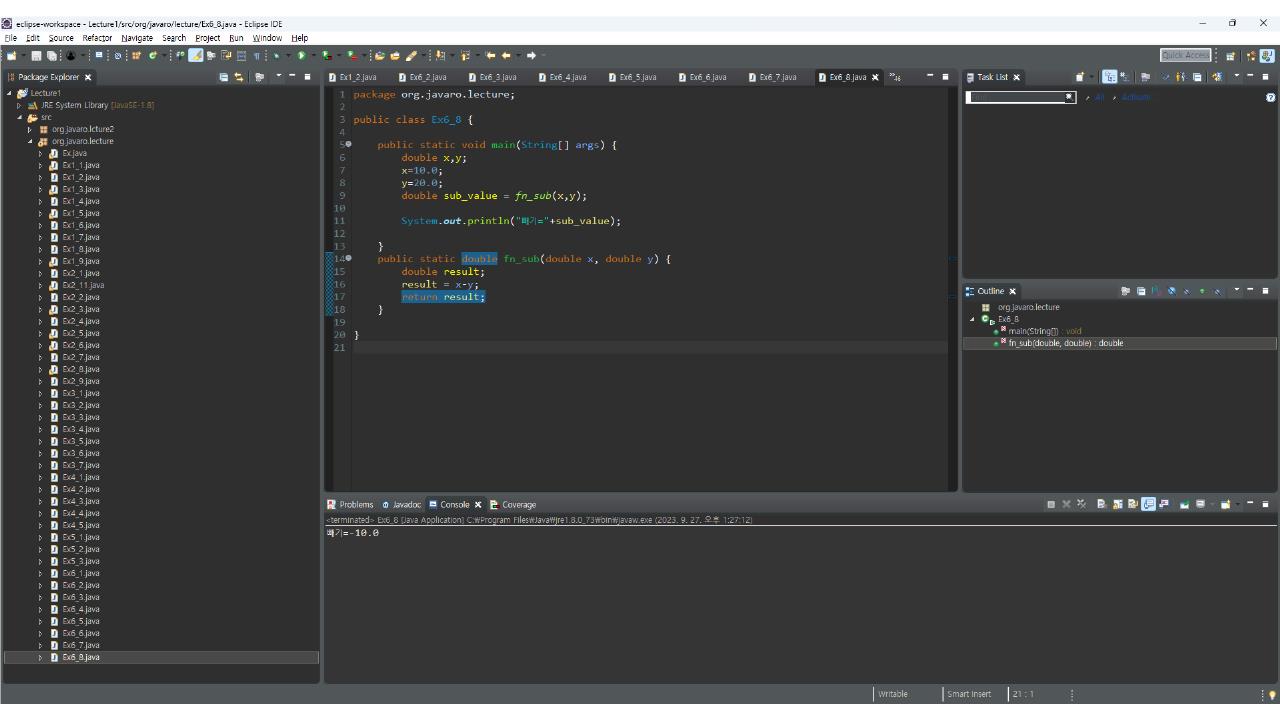 eclipse-workspace - Lecture1/src/org/javaro/lecture/Ex6_8.java - Eclipse IDE
File Edit Source Refactor Navigate Search Project Run Window Help
Quick Access
Package Explorer
Lecture1
JRE System Library [JavaSE-1.8]
src
org.javaro.lcture2
org.javaro.lecture
Ex.java
Ex1_1.java
Ex1_2.java
Ex1_3.java
Ex1_4.java
Ex1_5.java
Ex1_6.java
Ex1_7.java
Ex1_8.java
Ex1_9.java
Ex2_1.java
Ex2_11.java
Ex2_2.java
Ex2_3.java
Ex2_4.java
Ex2_5.java
Ex2_6.java
Ex2_7.java
Ex2_8.java
Ex2_9.java
Ex3_1.java
Ex3_2.java
Ex3_3.java
Ex3_4.java
Ex3_5.java
Ex3_6.java
Ex3_7.java
Ex4_1.java
Ex4_2.java
Ex4_3.java
Ex4_4.java
Ex4_5.java
Ex5_1.java
Ex5_2.java
Ex5_3.java
Ex6_1.java
Ex6_2.java
Ex6_3.java
Ex6_4.java
Ex6_5.java
Ex6_6.java
Ex6_7.java
Ex6_8.java
Ex1_2.java Ex6_2.java Ex6_3.java Ex6_4.java Ex6_5.java Ex6_6.java Ex6_7.java Ex6_8.java
1 package org.javaro.lecture;
2
3 public class Ex6_8 {
4
5 public static void main(String[] args) {
6 double x,y;
7 x=10.0;
8 y=20.0;
9 double sub_value = fn_sub(x,y);
10
11 System.out.println("빼기="+sub_value);
12
13 }
14 public static double fn_sub(double x, double y) {
15 double result;
16 result = x-y;
17 return result;
18 }
19
20 }
21
Task List
All Activate
Outline
org.javaro.lecture
Ex6_8
main(String[]) : void
fn_sub(double, double) : double
Problems Javadoc Console Coverage
<terminated> Ex6_8 [Java Application] C:₩Program Files₩Java₩jre1.8.0_73₩bin₩javaw.exe (2023. 9. 27. 오후 1:27:12)
빼기=-10.0
Writable Smart Insert 21 : 1